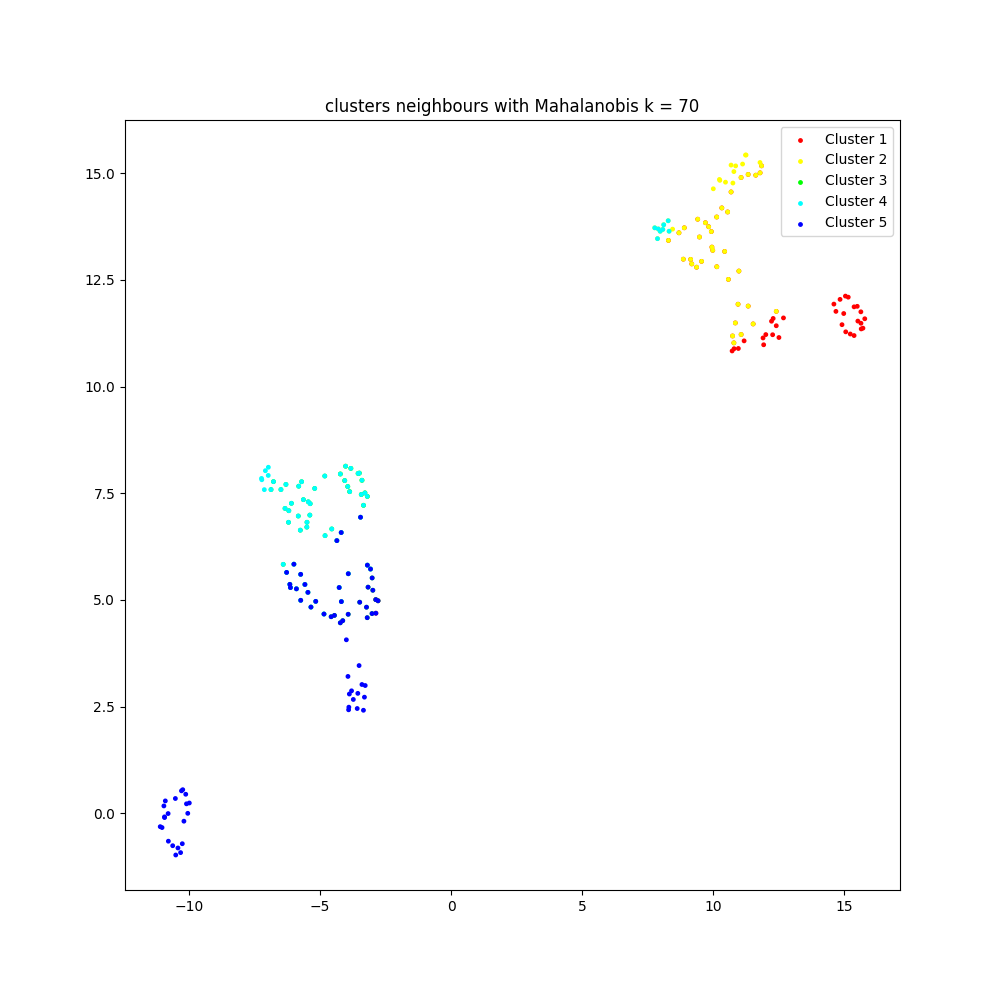 clusters neighbours with Mahalanobis k = 70
Cluster 1
Cluster 2
Cluster 3
Cluster 4
Cluster 5
15.0
12.5
10.0
7.5
5.0
2.5
0.0
−10 −5 0 5 10 15